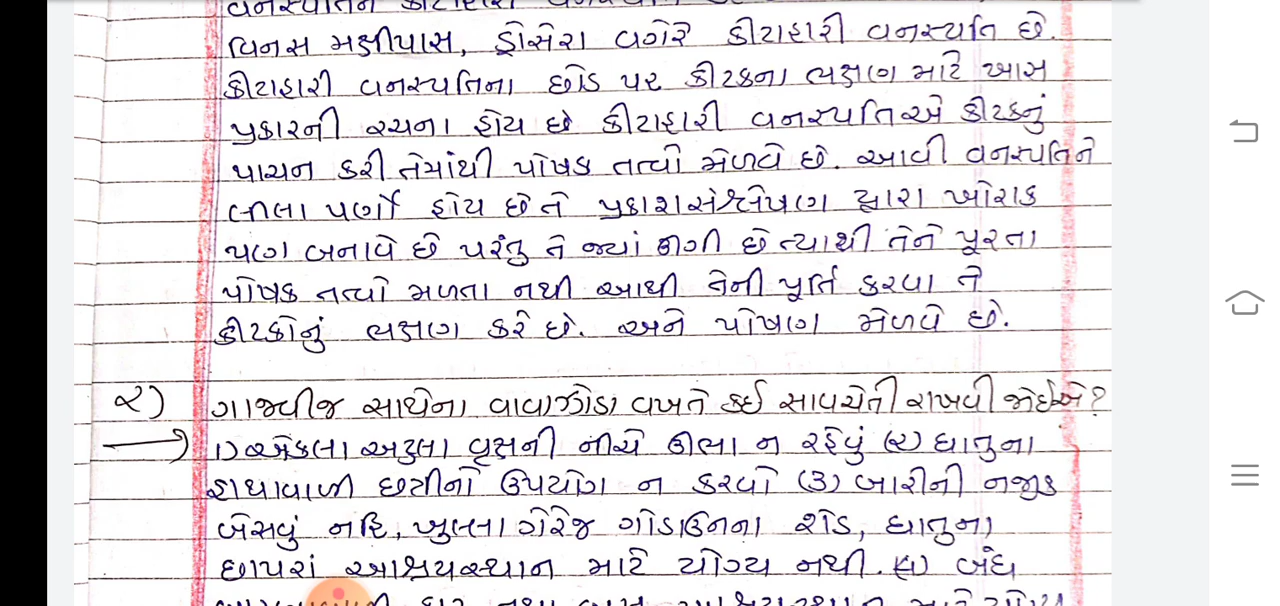 વિનસ મક્ષીપાસ, ડ્રોસેરા વગેરે કીટાહારી વનસ્પતિ છે.
કીટાહારી વનસ્પતિના છોડ પર કીટકના ભક્ષણ માટે ખાસ
પ્રકારની રચના હોય છે કીટાહારી વનસ્પતિએ કીટકનું
પાચન કરી તેમાંથી પોષક તત્વો મેળવે છે. આવી વનસ્પતિને
લીલા પર્ણો હોય છે તે પ્રકાશસંશ્લેષણ દ્વારા ખોરાક
પણ બનાવે છે પરંતુ તે જ્યાં ઊગી છે ત્યાથી તેને પૂરતા
પોષક તત્વો મળતા નથી આથી તેની પૂર્તિ કરવા તે
કીટકોનું ભક્ષણ કરે છે. અને પોષણ મેળવે છે.
૨) ગાજવીજ સાથેના વાવાઝોડા વખતે કઈ સાવચેતી રાખવી જોઈએ?
→ ૧) એકલા અટુલા વૃક્ષની નીચે ઊભા ન રહેવું (૨) ધાતુના
હાથાવાળી છત્રીનો ઉપયોગ ન કરવો (૩) બારીની નજીક
બેસવું નહિ, ખુલ્લા ગેરેજ ગોડાઉનના શેડ, ધાતુના
છાપરાં આશ્રયસ્થાન માટે યોગ્ય નથી. (૪) બંધ